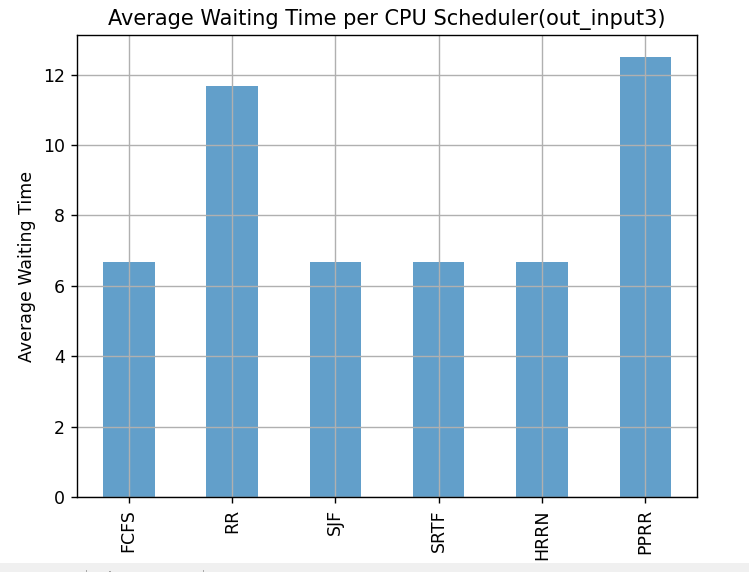 Average Waiting Time per CPU Scheduler(out_input3)
Average Waiting Time
12
10
8
6
4
2
0
FCFS
RR
SJF
SRTF
HRRN
PPRR